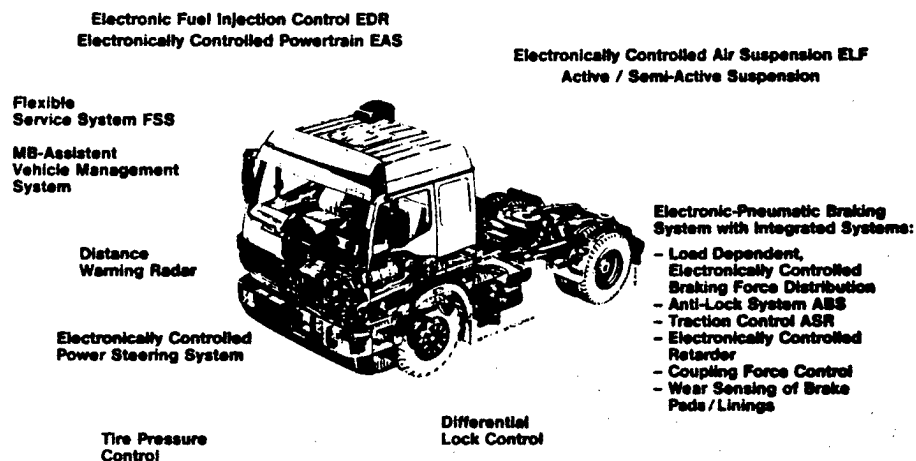 Electronic Fuel Injection Control EDR
Electronically Controlled Powertrain EAS
Electronically Controlled Air Suspension ELF
Active / Semi-Active Suspension
Flexible
Service System FSS
MB-Assistent
Vehicle Management
System
Distance
Warning Radar
Electronically Controlled
Power Steering System
Tire Pressure
Control
Differential
Lock Control
Electronic-Pneumatic Braking
System with Integrated Systems:
– Load Dependent,
Electronically Controlled
Braking Force Distribution
– Anti-Lock System ABS
– Traction Control ASR
– Electronically Controlled
Retarder
– Coupling Force Control
– Wear Sensing of Brake
Pads / Linings